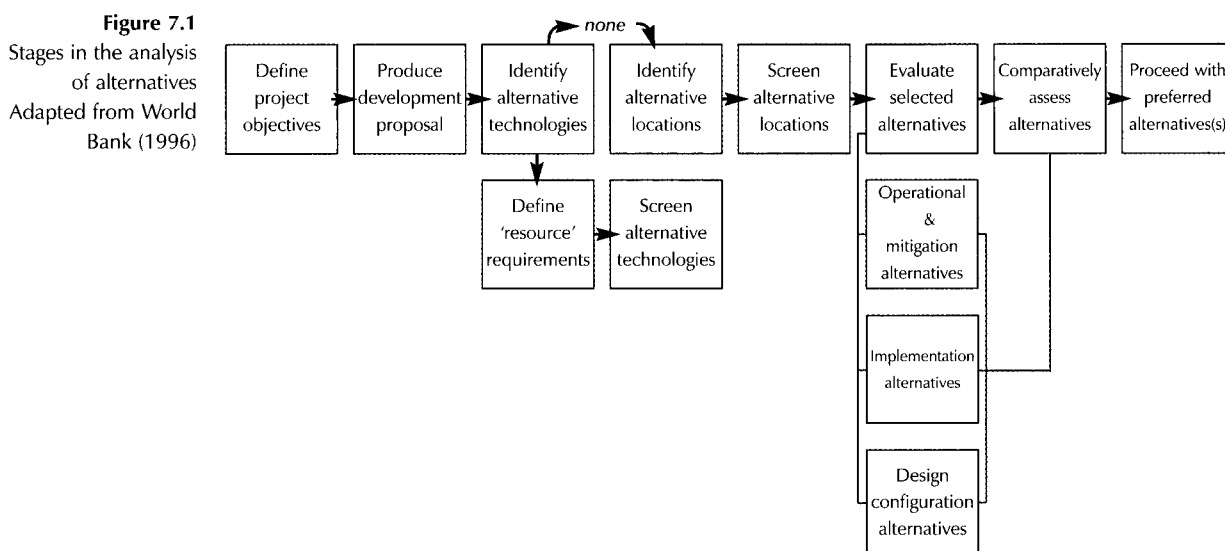 Figure 7.1
Stages in the analysis
of alternatives
Adapted from World
Bank (1996)
none
Define
project
objectives
Produce
development
proposal
Identify
alternative
technologies
Identify
alternative
locations
Screen
alternative
locations
Evaluate
selected
alternatives
Comparatively
assess
alternatives
Proceed with
preferred
alternatives(s)
Define
‘resource’
requirements
Screen
alternative
technologies
Operational
&
mitigation
alternatives
Implementation
alternatives
Design
configuration
alternatives